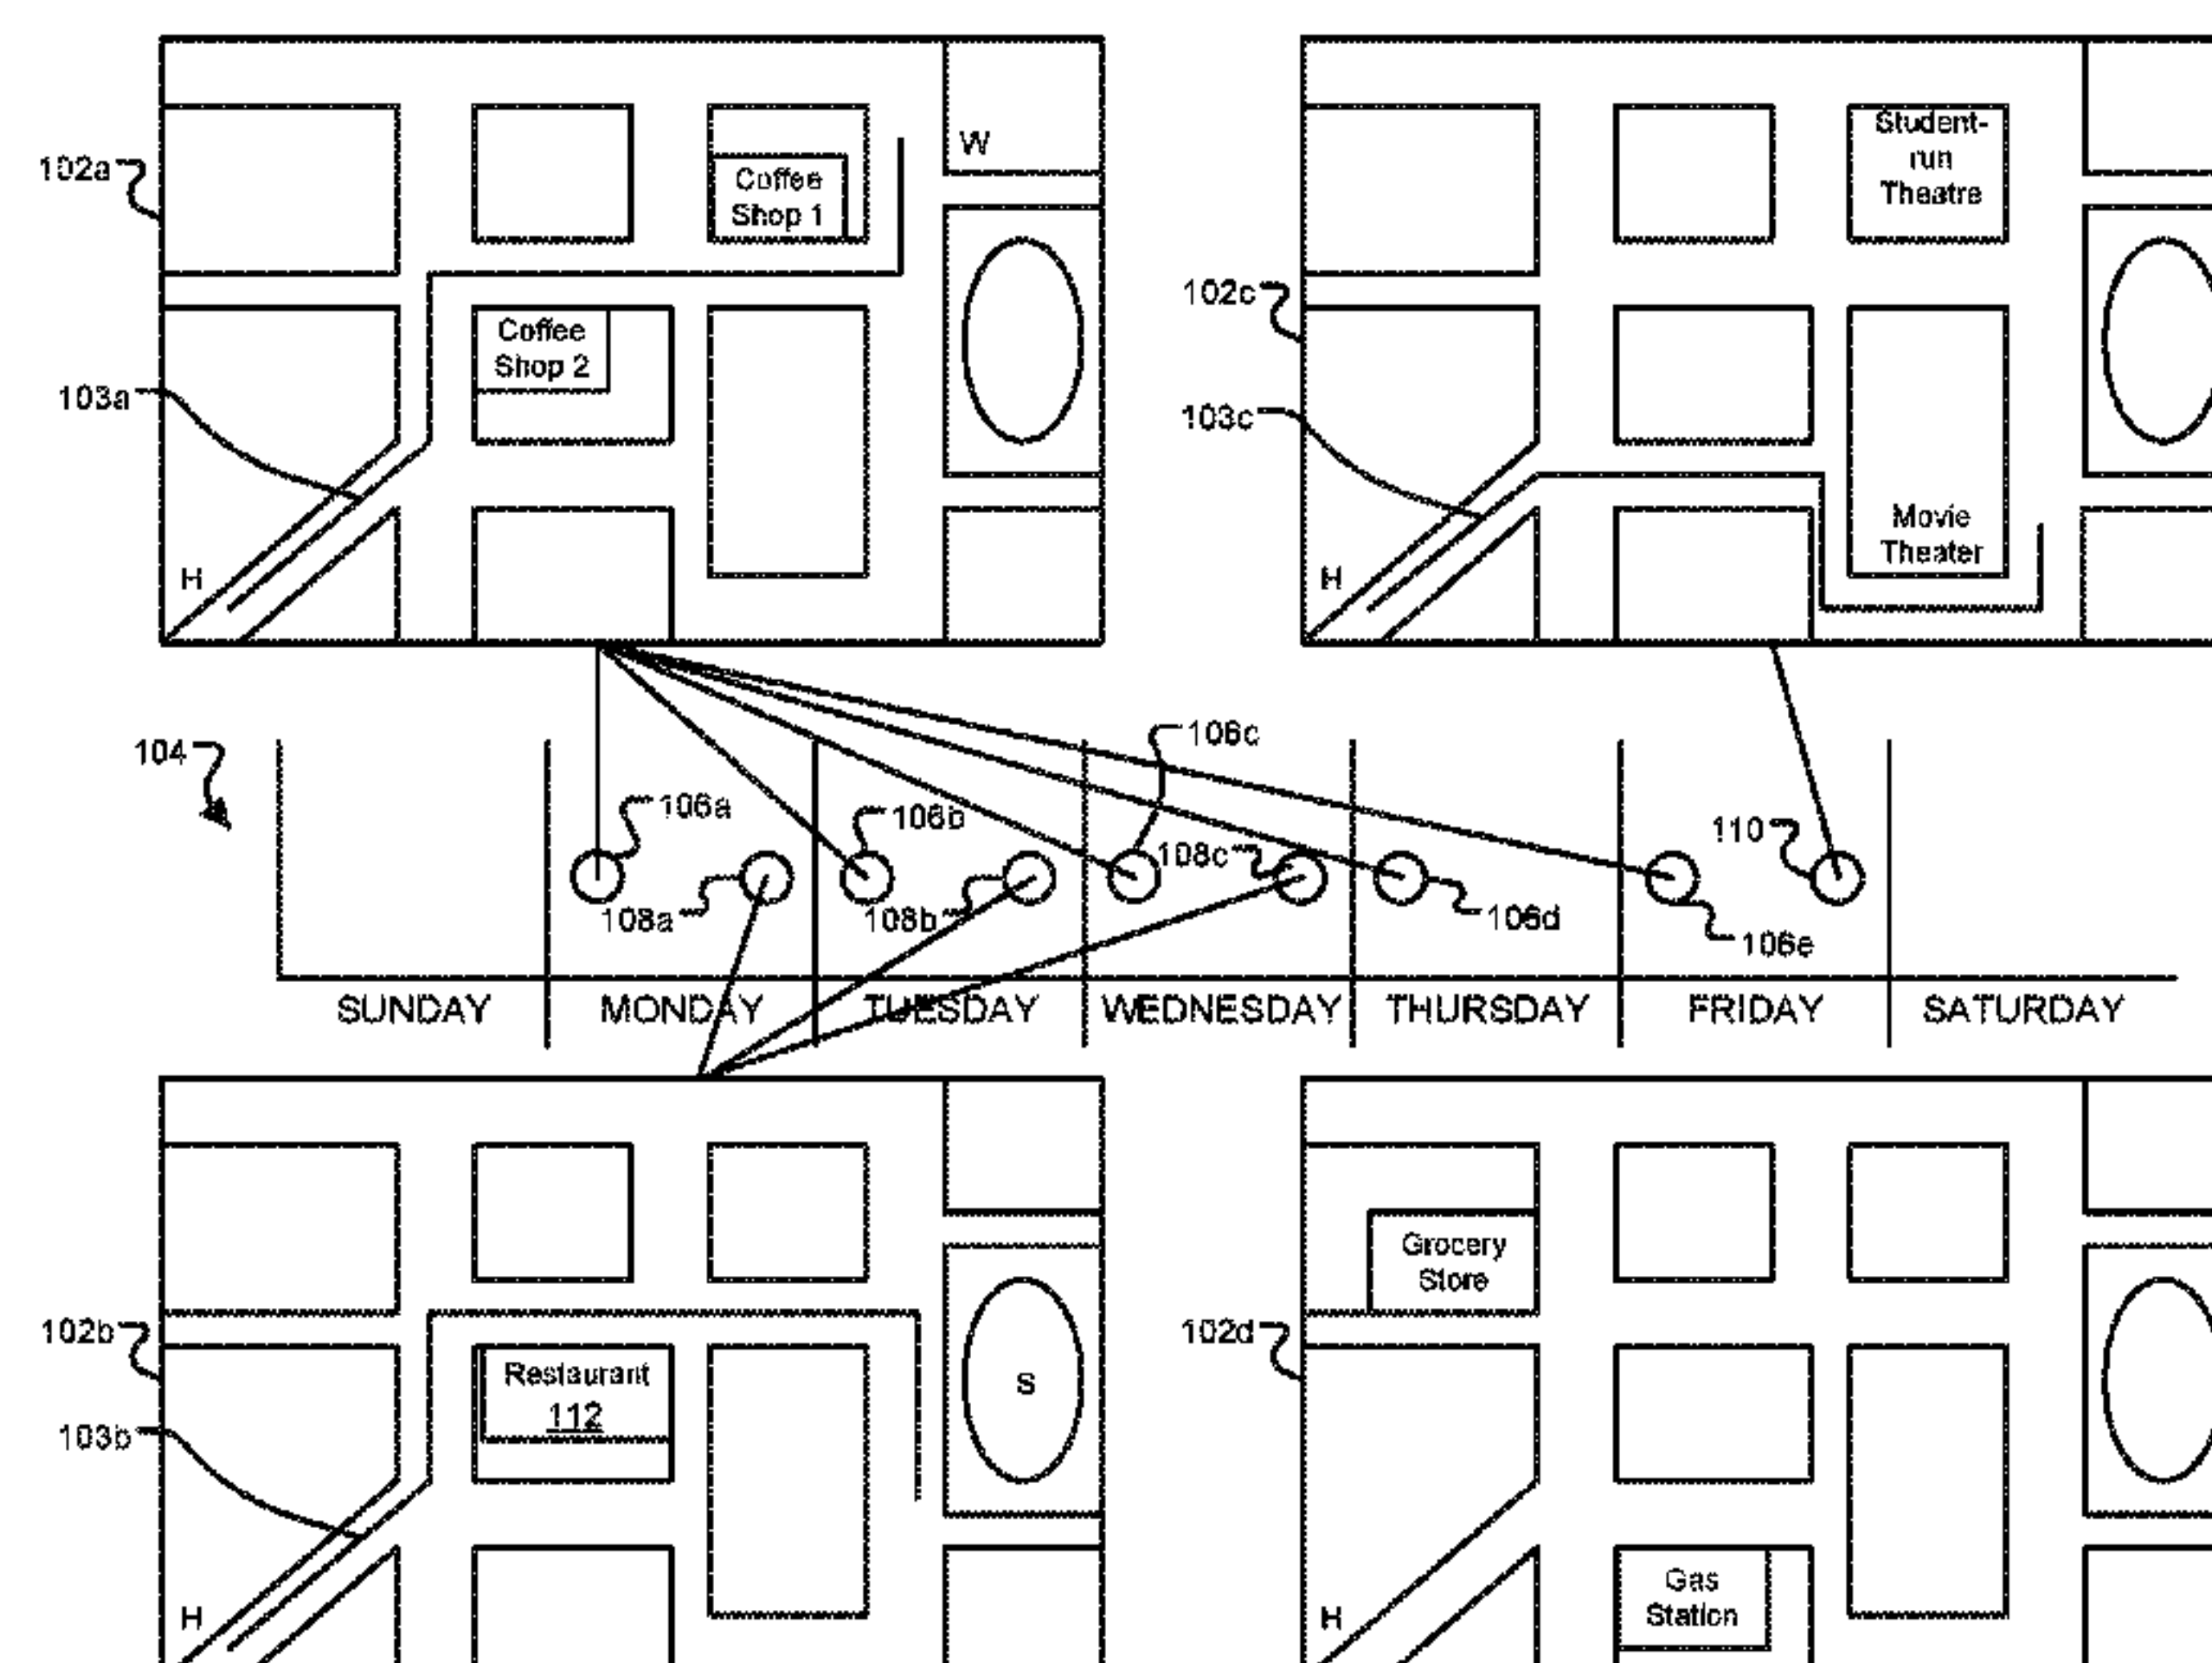 102a
W
Coffee
Shop 1
Coffee
Shop 2
103a
H
Student-
run
Theatre
102c
103c
Movie
Theater
H
104
106a
106b
106c
108a
108b
108c
106d
106e
110
SUNDAY
MONDAY
TUESDAY
WEDNESDAY
THURSDAY
FRIDAY
SATURDAY
102b
Restaurant
112
S
103b
H
Grocery
Store
102d
Gas
Station
H